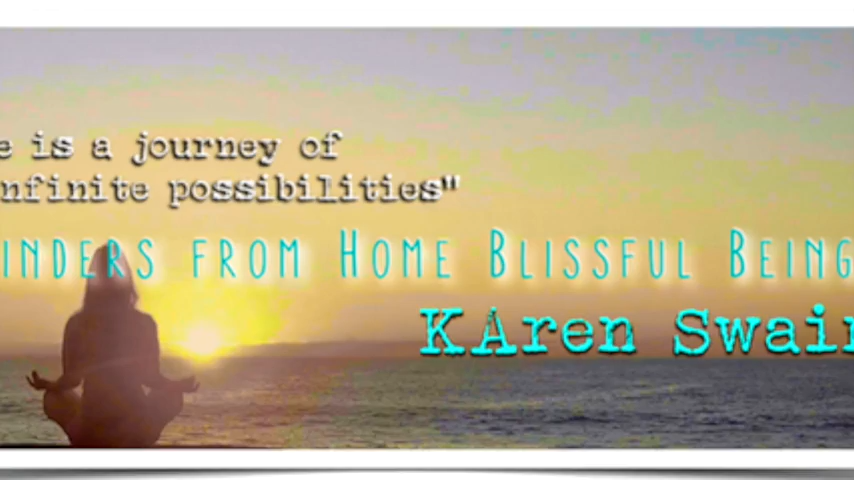 e is a journey of
nfinite possibilities"
inders from Home Blissful Being
KAren Swain